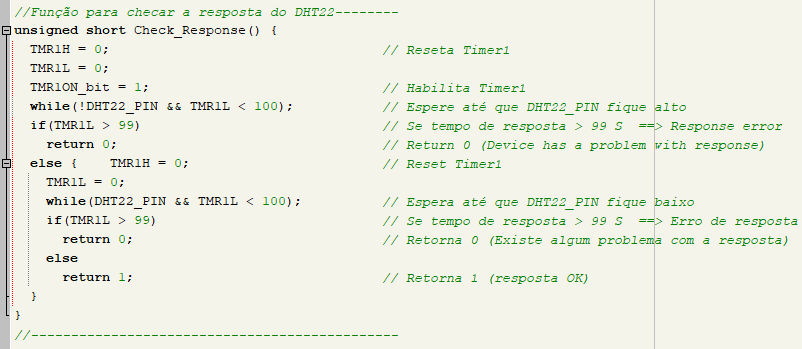 //Função para checar a resposta do DHT22--------
unsigned short Check_Response() {
TMR1H = 0; // Reseta Timer1
TMR1L = 0;
TMR1ON_bit = 1; // Habilita Timer1
while(!DHT22_PIN && TMR1L < 100); // Espere até que DHT22_PIN fique alto
if(TMR1L > 99) // Se tempo de resposta > 99 S ==> Response error
return 0; // Return 0 (Device has a problem with response)
else { TMR1H = 0; // Reset Timer1
TMR1L = 0;
while(DHT22_PIN && TMR1L < 100); // Espera até que DHT22_PIN fique baixo
if(TMR1L > 99) // Se tempo de resposta > 99 S ==> Erro de resposta
return 0; // Retorna 0 (Existe algum problema com a resposta)
else
return 1; // Retorna 1 (resposta OK)
}
}
//----------------------------------------------